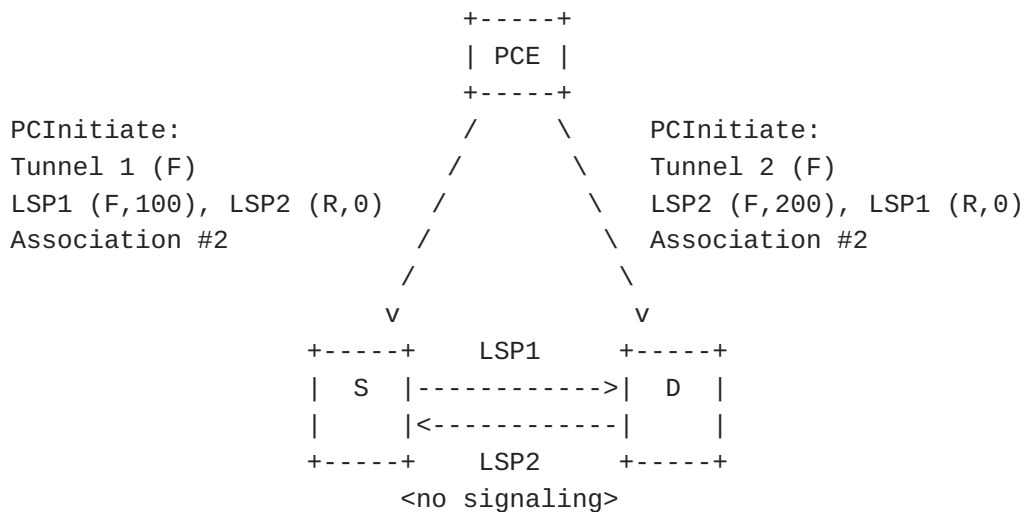 +-----+
                              | PCE |
                              +-----+
PCInitiate:                   /     \     PCInitiate:
Tunnel 1 (F)                 /       \    Tunnel 2 (F)
LSP1 (F,100), LSP2 (R,0)    /         \   LSP2 (F,200), LSP1 (R,0)
Association #2             /           \  Association #2
                          /             \
                         v               v
                    +-----+    LSP1     +-----+
                    |  S  |------------>|  D  |
                    |     |<------------|     |
                    +-----+    LSP2     +-----+
                          <no signaling>